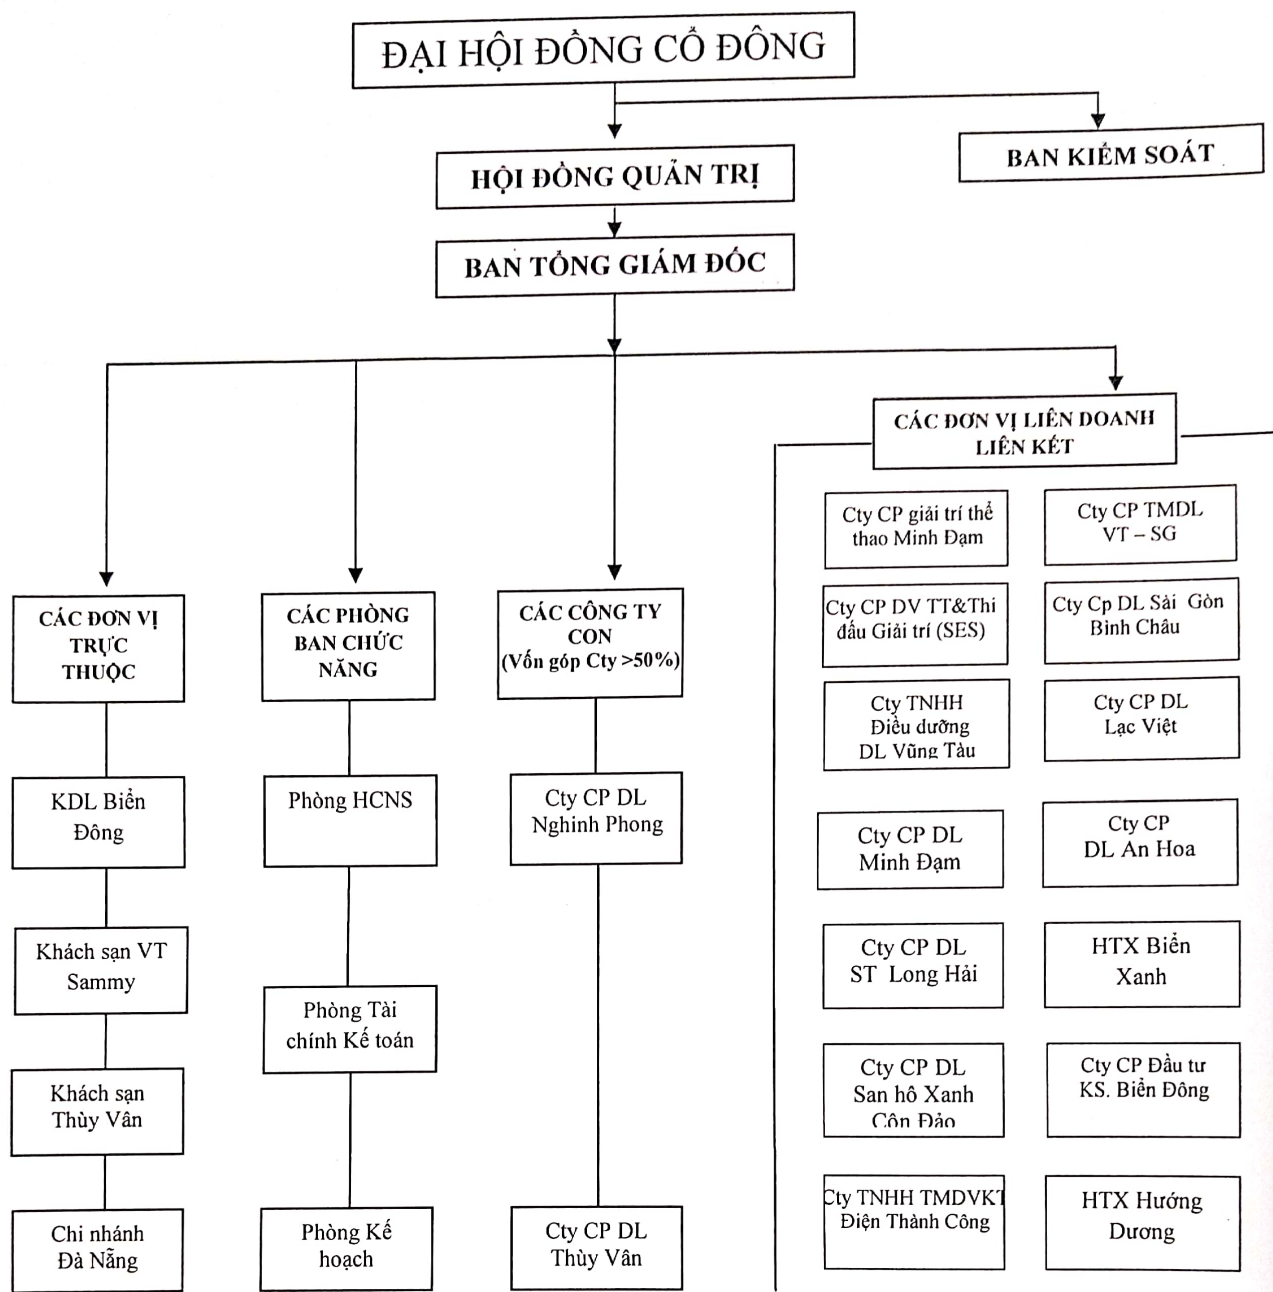 ĐẠI HỘI ĐỒNG CỔ ĐÔNG
HỘI ĐỒNG QUẢN TRỊ
BAN KIỂM SOÁT
BAN TỔNG GIÁM ĐỐC
CÁC ĐƠN VỊ
TRỰC
THUỘC
KDL Biển
Đông
Khách sạn VT
Sammy
Khách sạn
Thùy Vân
Chi nhánh
Đà Nẵng
CÁC PHÒNG
BAN CHỨC
NĂNG
Phòng HCNS
Phòng Tài
chính Kế toán
Phòng Kế
hoạch
CÁC CÔNG TY
CON
(Vốn góp Cty >50%)
Cty CP DL
Nghinh Phong
Cty CP DL
Thùy Vân
CÁC ĐƠN VỊ LIÊN DOANH
LIÊN KẾT
Cty CP giải trí thể
thao Minh Đạm
Cty CP TMDL
VT – SG
Cty CP DV TT&Thi
đấu Giải trí (SES)
Cty Cp DL Sài Gòn
Bình Châu
Cty TNHH
Điều dưỡng
DL Vũng Tàu
Cty CP DL
Lạc Việt
Cty CP DL
Minh Đạm
Cty CP
DL An Hoa
Cty CP DL
ST Long Hải
HTX Biển
Xanh
Cty CP DL
San hô Xanh
Côn Đảo
Cty CP Đầu tư
KS. Biển Đông
Cty TNHH TMDVKT
Điện Thành Công
HTX Hướng
Dương